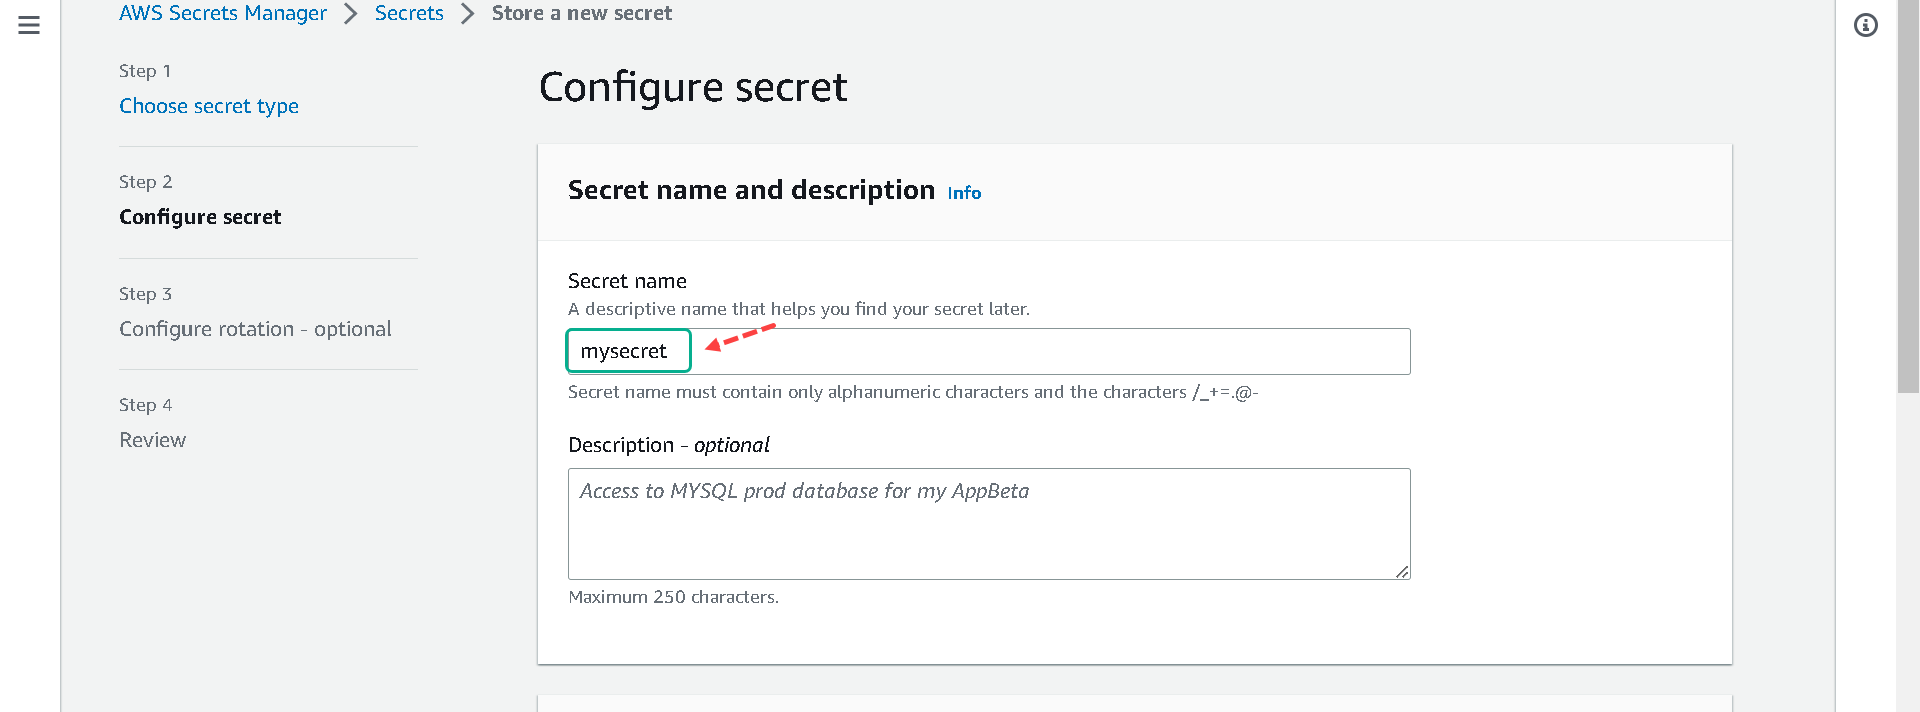 AWS Secrets Manager > Secrets > Store a new secret
Step 1
Choose secret type
Step 2
Configure secret
Step 3
Configure rotation - optional
Step 4
Review
Configure secret
Secret name and description Info
Secret name
A descriptive name that helps you find your secret later.
mysecret
Secret name must contain only alphanumeric characters and the characters /_+=.@-
Description - optional
Access to MYSQL prod database for my AppBeta
Maximum 250 characters.